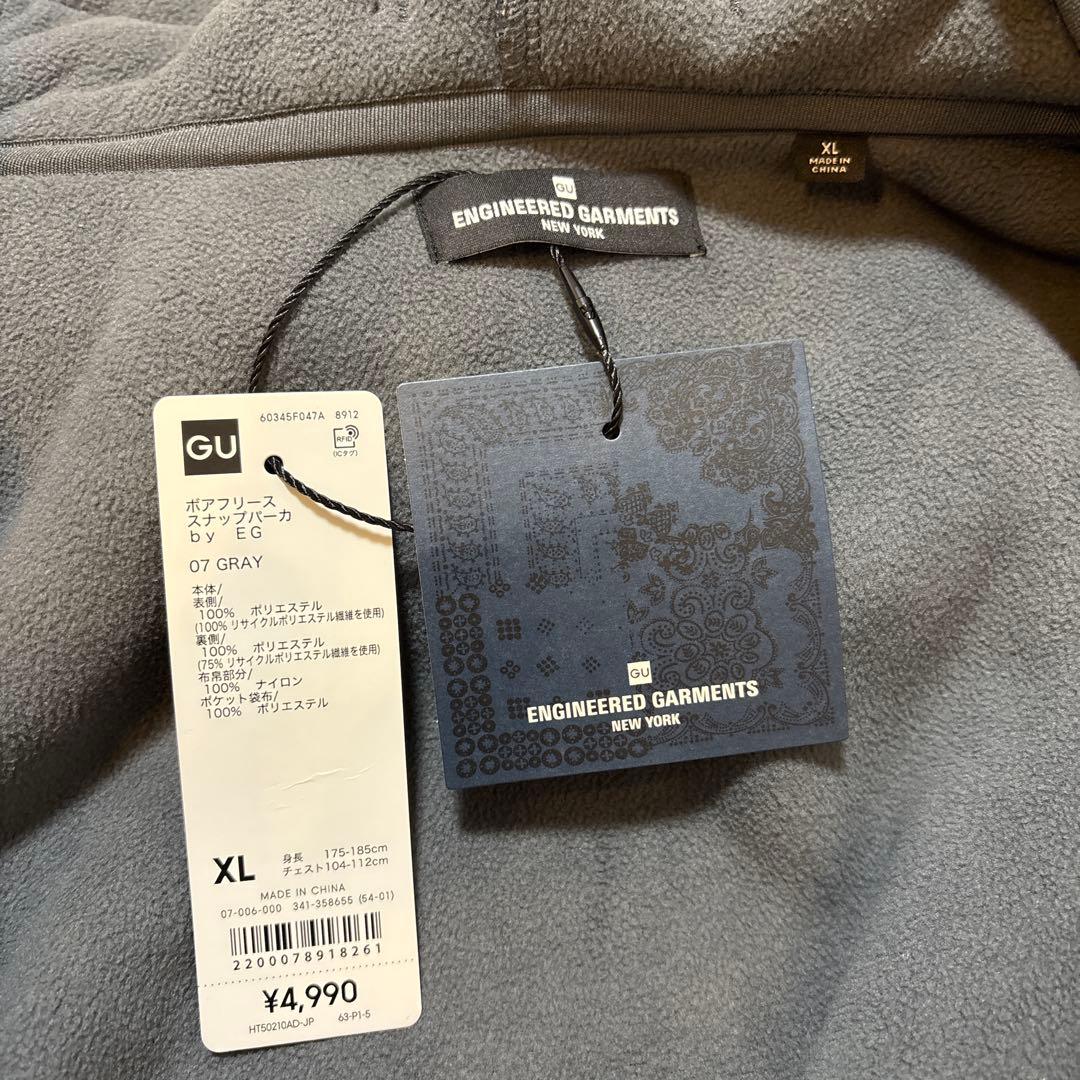 XL
MADE IN
CHINA
GU
ENGINEERED GARMENTS
NEW YORK
60345F047A 8912
GU
RFID
(ICタグ)
ボアフリース
スナップパーカ
by EG
07 GRAY
本体/
表側/
100% ポリエステル
(100% リサイクルポリエステル繊維を使用)
裏側/
100% ポリエステル
(75% リサイクルポリエステル繊維を使用)
布帛部分/
100% ナイロン
ポケット袋布/
100% ポリエステル
XL 身長 175-185cm
チェスト104-112cm
MADE IN CHINA
07-006-000 341-358655 (54-01)
2200078918261
¥4,990
HT50210AD-JP 63-P1-5
GU
ENGINEERED GARMENTS
NEW YORK